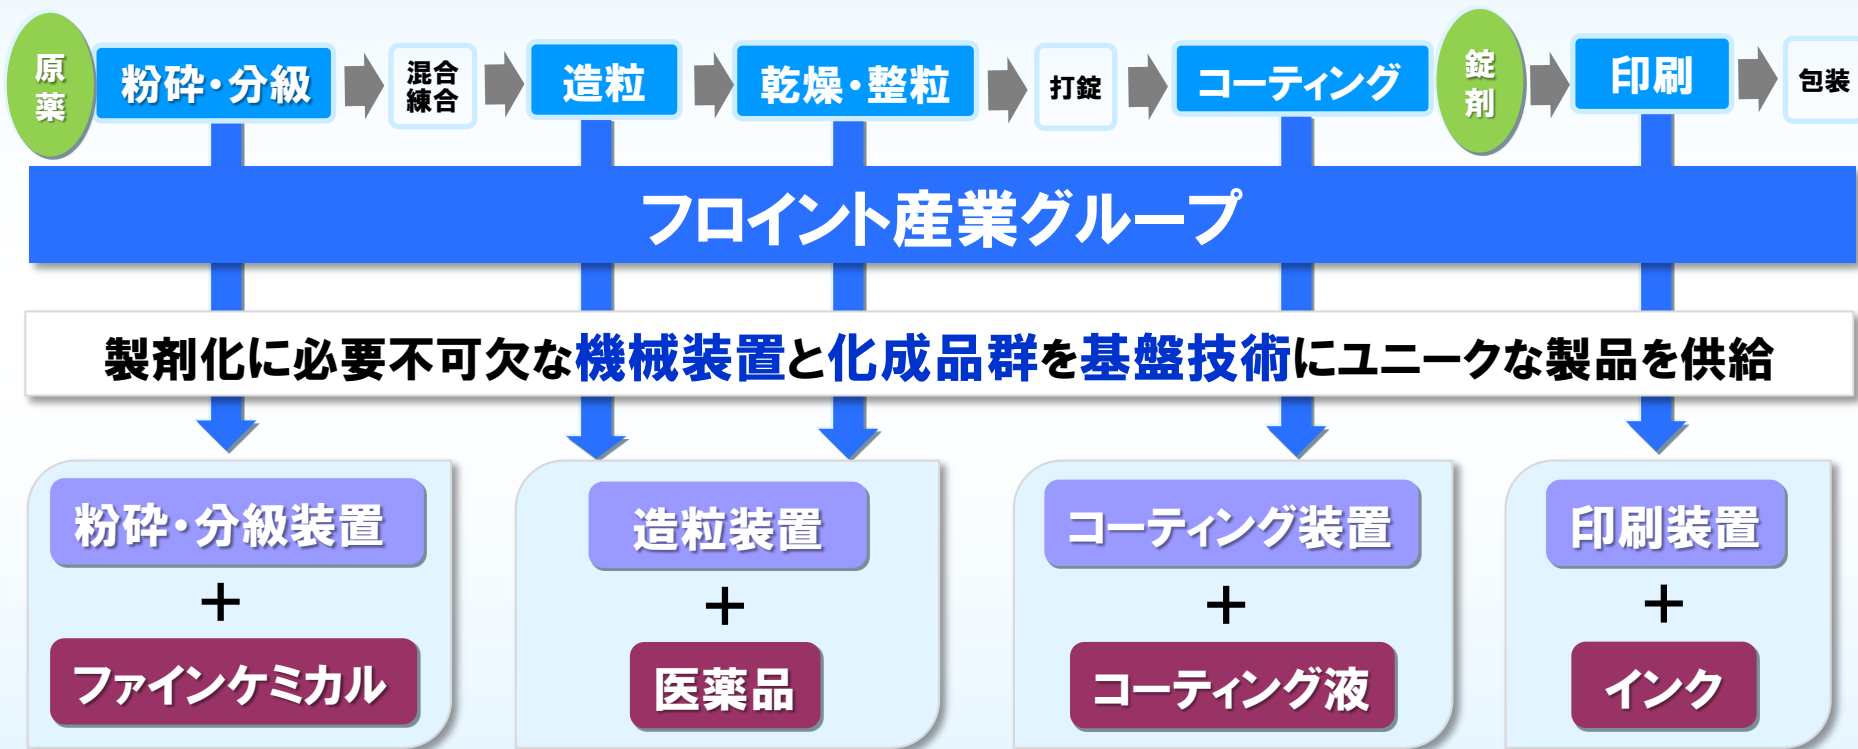 原薬
粉砕・分級
混合
練合
造粒
乾燥・整粒
打錠
コーティング
錠剤
印刷
包装
フロイント産業グループ
製剤化に必要不可欠な機械装置と化成品群を基盤技術にユニークな製品を供給
粉砕・分級装置
+
ファインケミカル
造粒装置
+
医薬品
コーティング装置
+
コーティング液
印刷装置
+
インク